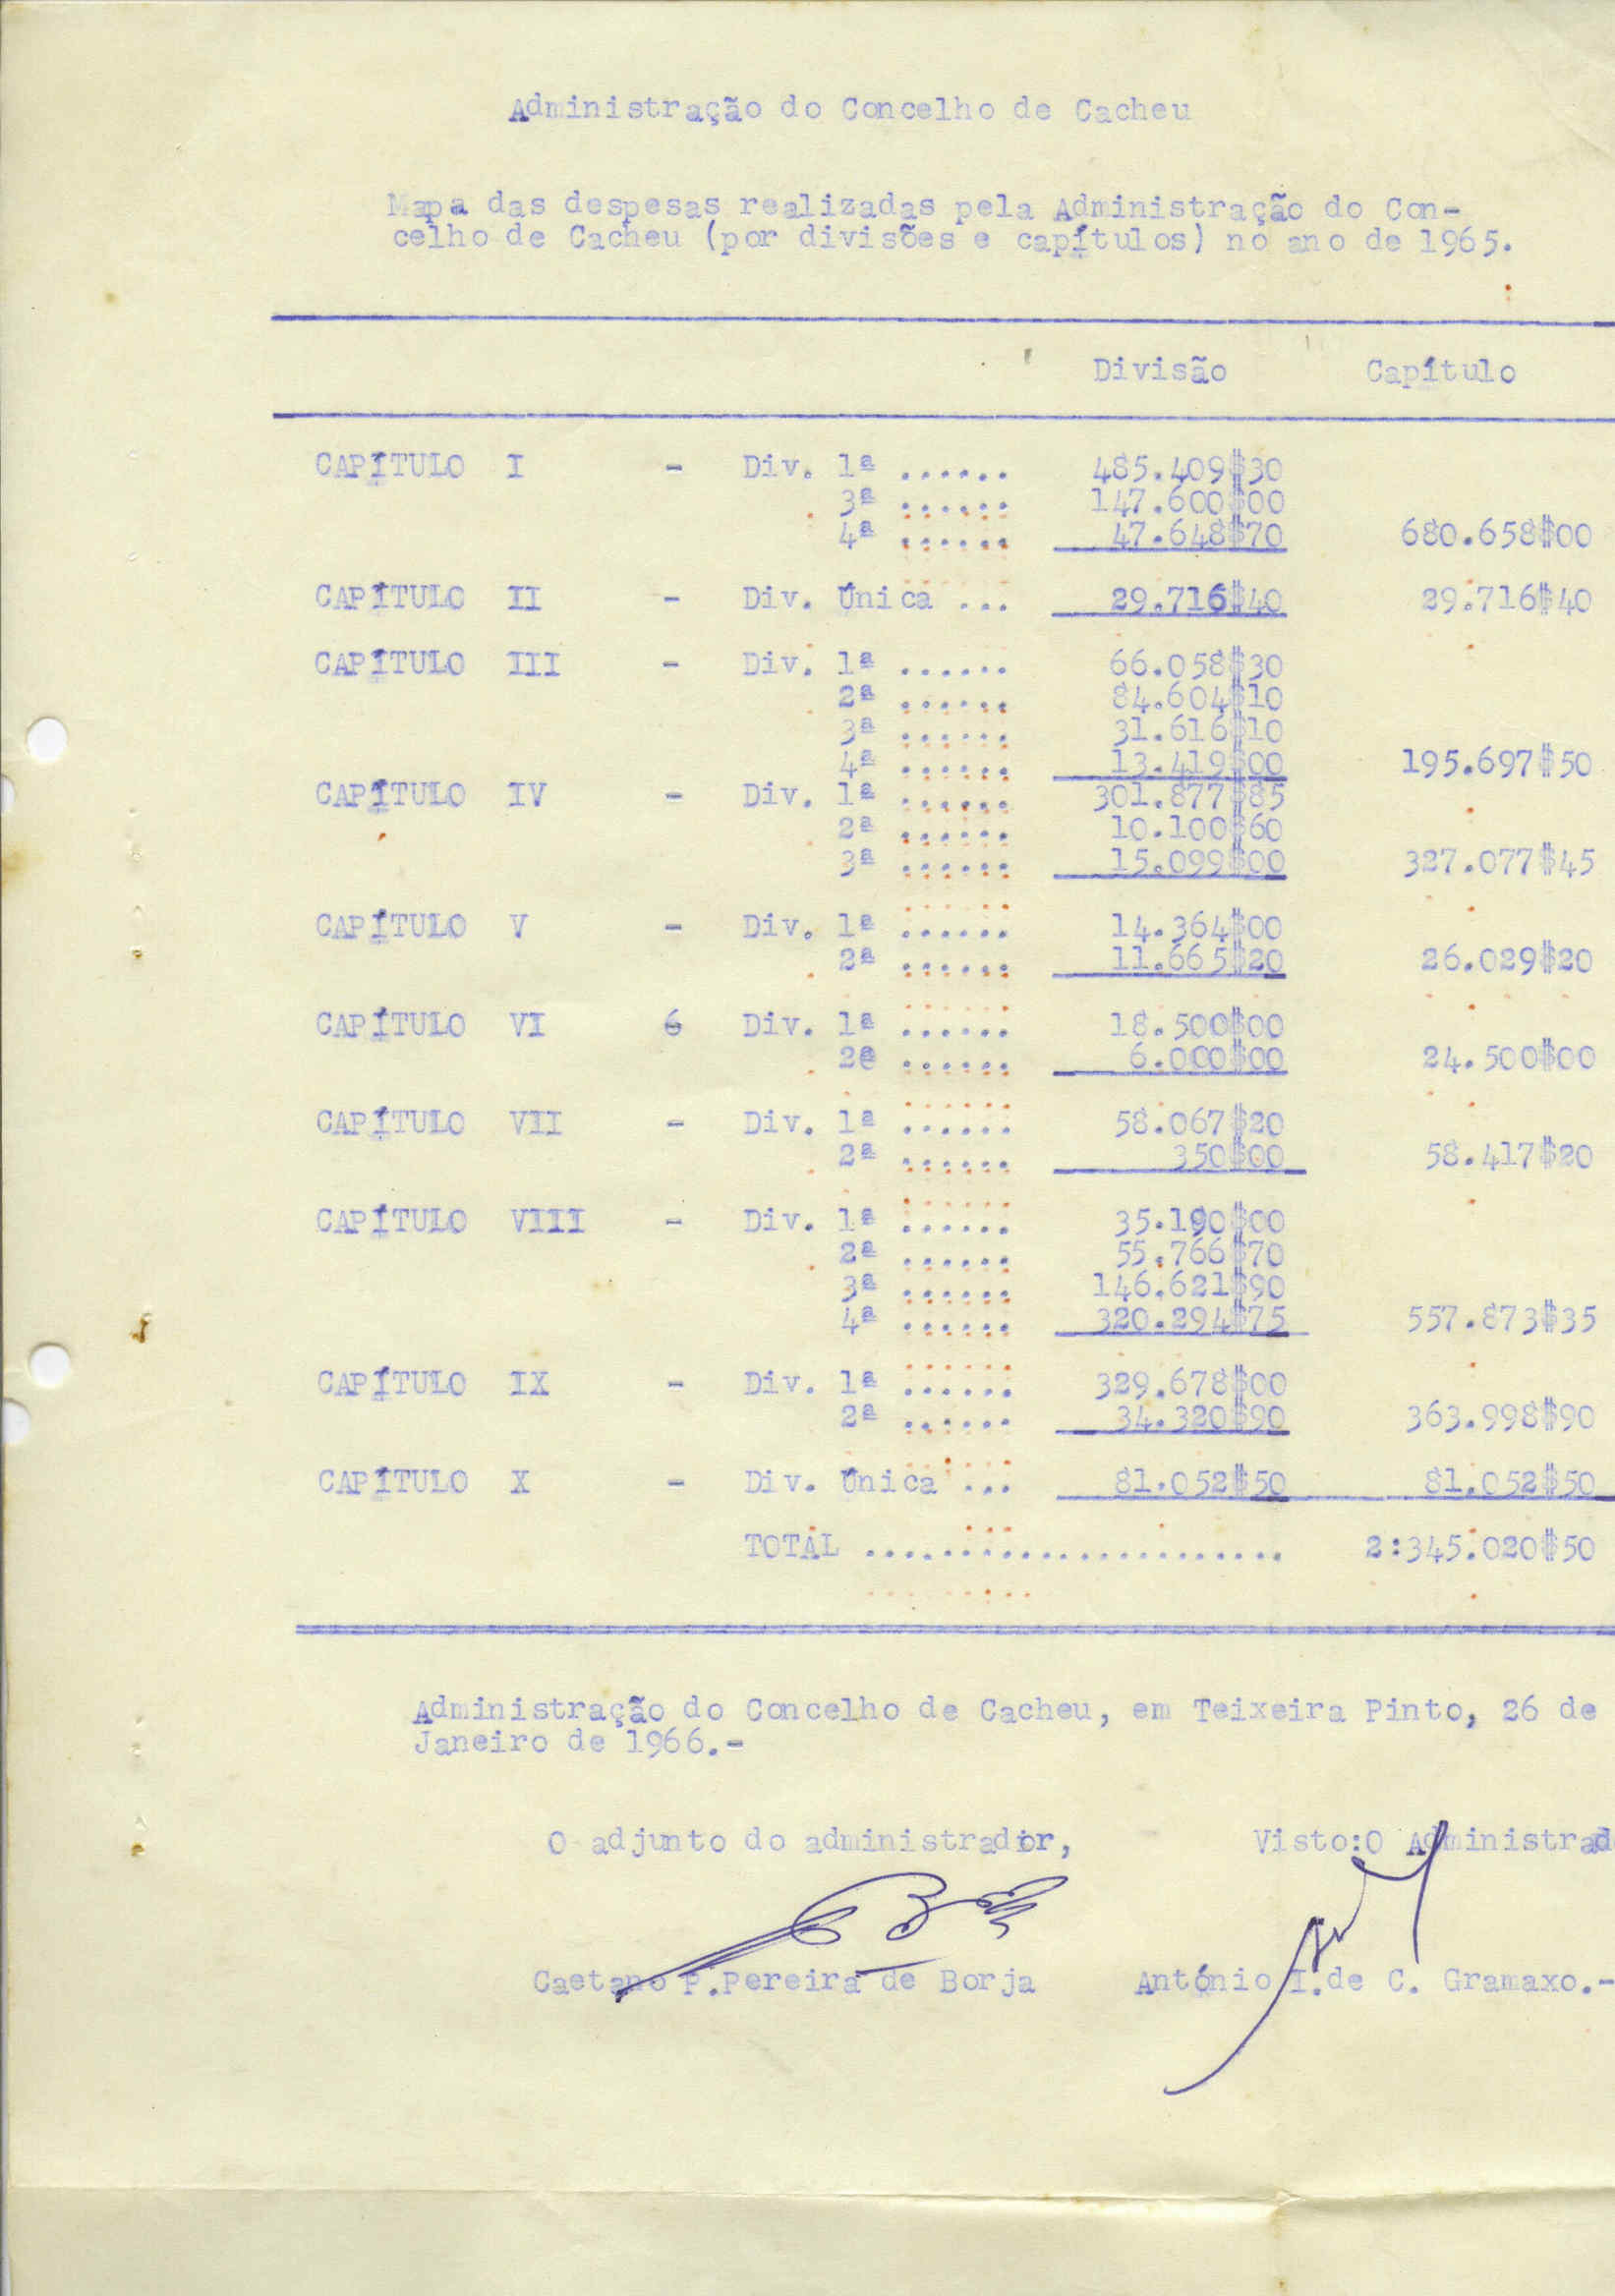 Administração do Concelho de Cacheu
Mapa das despesas realizadas pela Administração do Con-
celho de Cacheu (por divisões e capítulos) no ano de 1965.
Divisão Capítulo
CAPÍTULO I - Div. 1ª ...... 485.409$30
3ª ...... 147.600$00
4ª ...... 47.648$70 680.658$00
CAPÍTULO II - Div. Única ... 29.716$40 29.716$40
CAPÍTULO III - Div. 1ª ...... 66.058$30
2ª ...... 84.604$10
3ª ...... 31.616$10
4ª ...... 13.419$00 195.697$50
CAPÍTULO IV - Div. 1ª ...... 301.877$85
2ª ...... 10.100$60
3ª ...... 15.099$00 327.077$45
CAPÍTULO V - Div. 1ª ...... 14.364$00
2ª ...... 11.665$20 26.029$20
CAPÍTULO VI 6 Div. 1ª ...... 18.500$00
2ª ...... 6.000$00 24.500$00
CAPÍTULO VII - Div. 1ª ...... 58.067$20
2ª ...... 350$00 58.417$20
CAPÍTULO VIII - Div. 1ª ...... 35.190$00
2ª ...... 55.766$70
3ª ...... 146.621$90
4ª ...... 320.294$75 557.873$35
CAPÍTULO IX - Div. 1ª ...... 329.678$00
2ª ...... 34.320$90 363.998$90
CAPÍTULO X - Div. Única ... 81.052$50 81.052$50
TOTAL ...................... 2:345.020$50
Administração do Concelho de Cacheu, em Teixeira Pinto, 26 de
Janeiro de 1966.-
O adjunto do administrador, Visto:O Administrad
Caetano P.Pereira de Borja António I.de C. Gramaxo.-